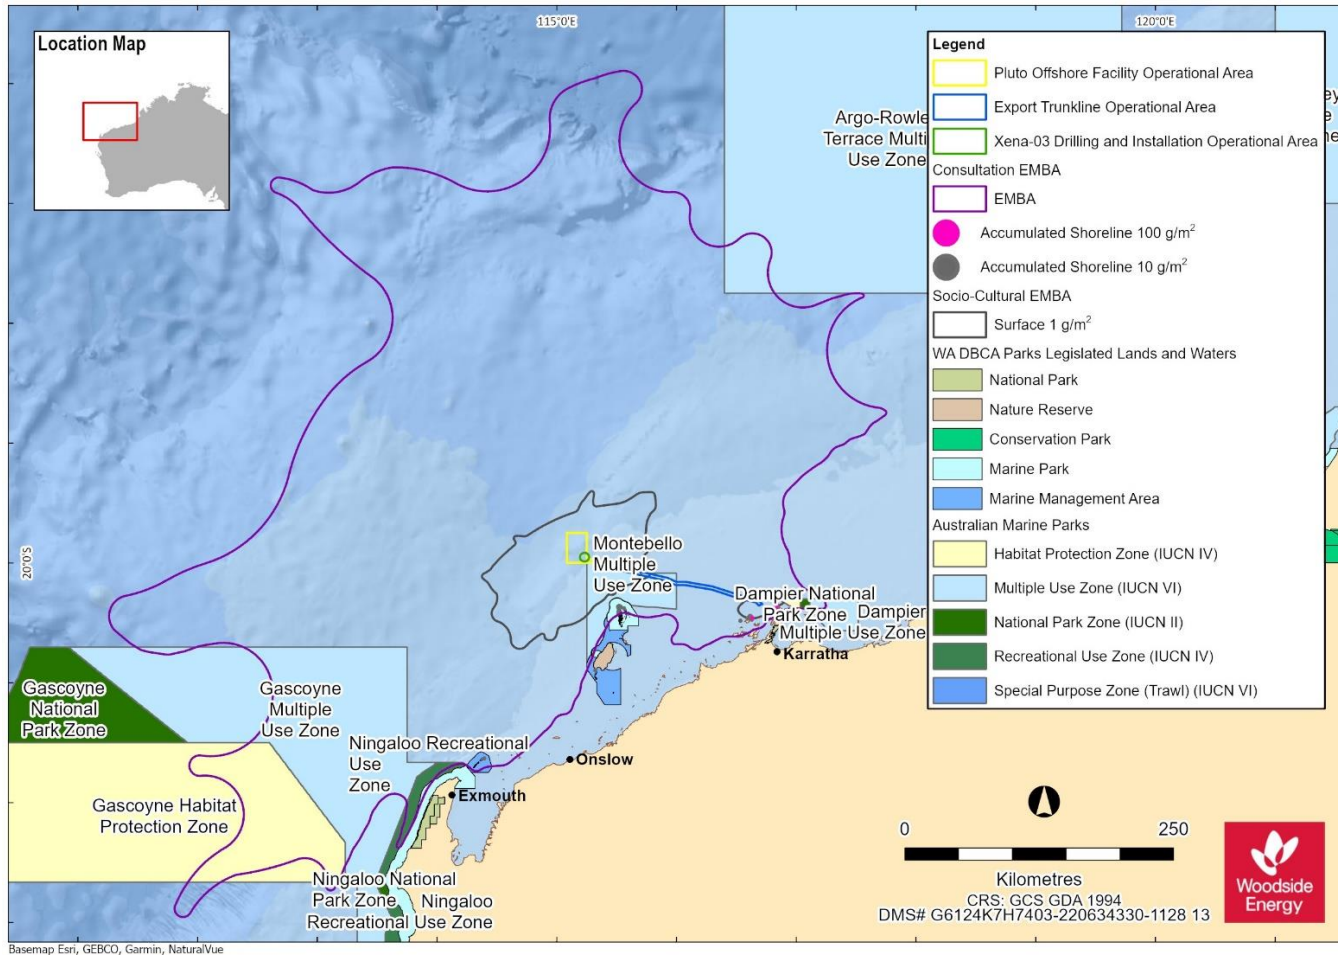 Location Map
115°0'E
120°0'E
Legend
Pluto Offshore Facility Operational Area
Export Trunkline Operational Area
Xena-03 Drilling and Installation Operational Area
Consultation EMBA
EMBA
Accumulated Shoreline 100 g/m²
Accumulated Shoreline 10 g/m²
Socio-Cultural EMBA
Surface 1 g/m²
WA DBCA Parks Legislated Lands and Waters
National Park
Nature Reserve
Conservation Park
Marine Park
Marine Management Area
Australian Marine Parks
Habitat Protection Zone (IUCN IV)
Multiple Use Zone (IUCN VI)
National Park Zone (IUCN II)
Recreational Use Zone (IUCN IV)
Special Purpose Zone (Trawl) (IUCN VI)
Argo-Rowle
Terrace Multi
Use Zone
20°0'S
Montebello
Multiple
Use Zone
Dampier National
Park Zone
Dampier
Multiple Use Zone
Karratha
Gascoyne
National
Park Zone
Gascoyne
Multiple
Use Zone
Ningaloo Recreational
Use
Zone
Onslow
Exmouth
Gascoyne Habitat
Protection Zone
Ningaloo National
Park Zone
Ningaloo
Recreational Use Zone
0
250
Kilometres
CRS: GCS GDA 1994
DMS# G6124K7H7403-220634330-1128 13
Woodside
Energy
Basemap Esri, GEBCO, Garmin, NaturalVue